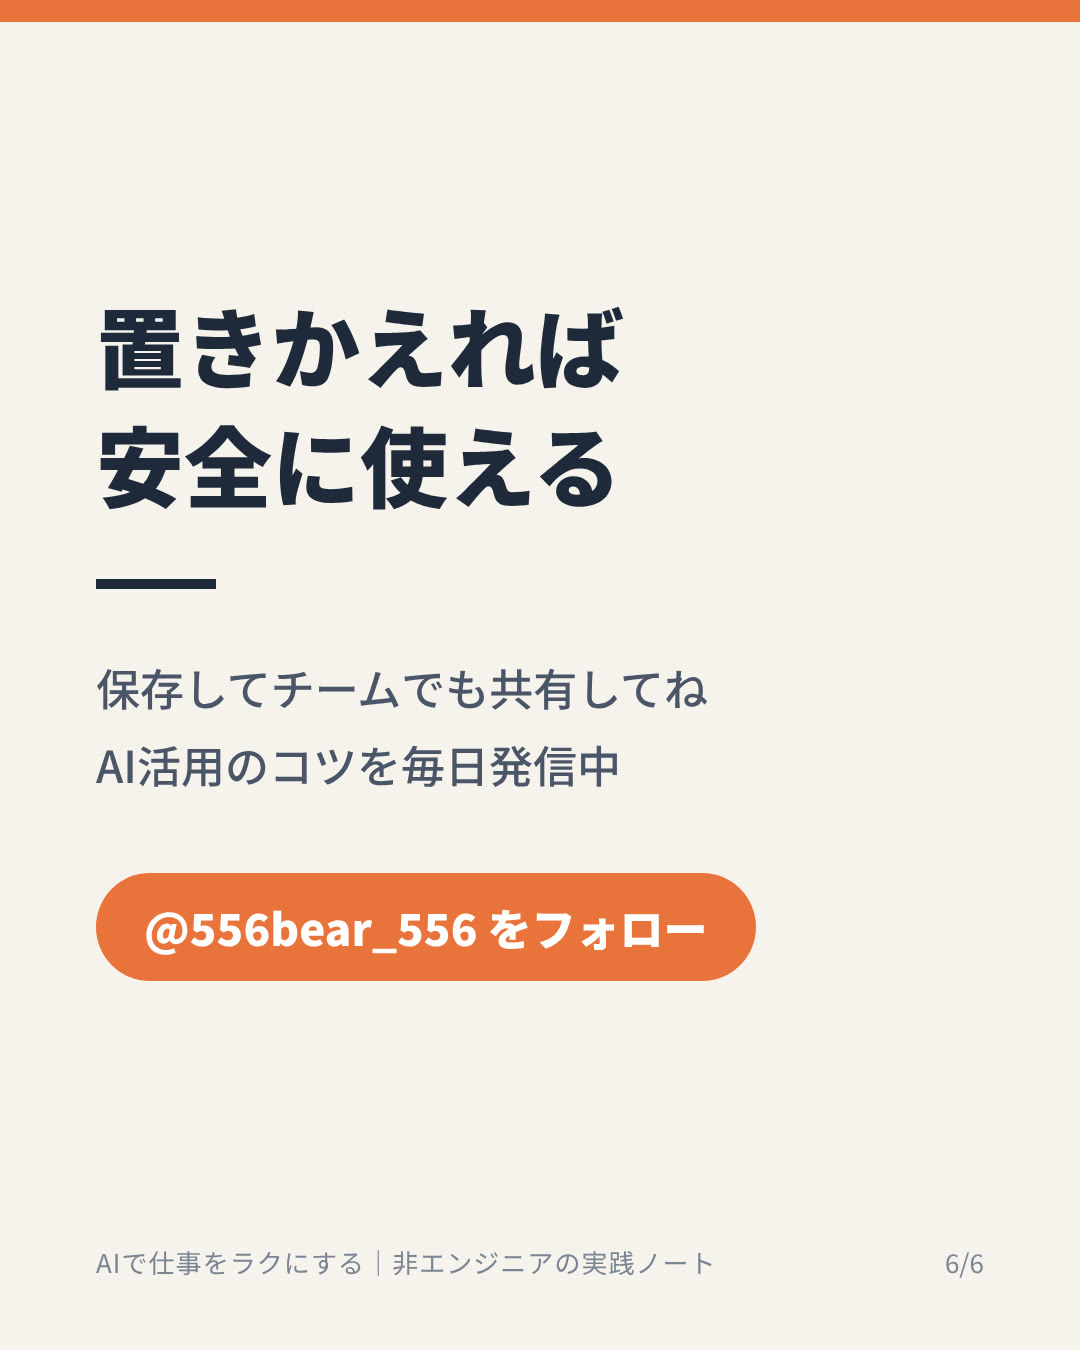 置きかえれば
安全に使える
保存してチームでも共有してね
AI活用のコツを毎日発信中
@556bear_556 をフォロー
AIで仕事をラクにする｜非エンジニアの実践ノート
6/6